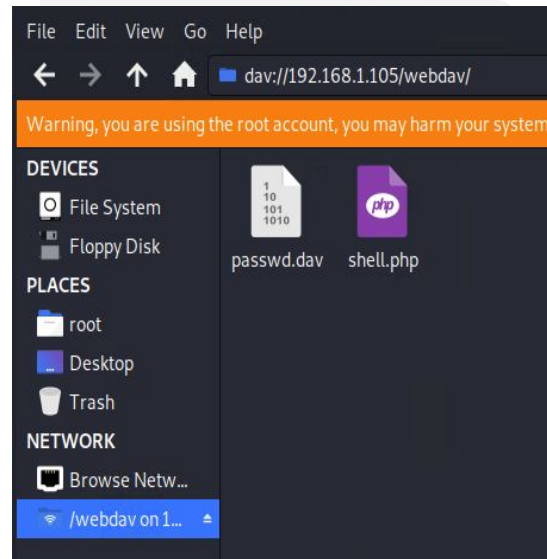 File Edit View Go Help
dav://192.168.1.105/webdav/
Warning, you are using the root account, you may harm your system
DEVICES
File System
Floppy Disk
PLACES
root
Desktop
Trash
NETWORK
Browse Netw...
/webdav on 1...
1
10
101
1010
php
passwd.dav shell.php